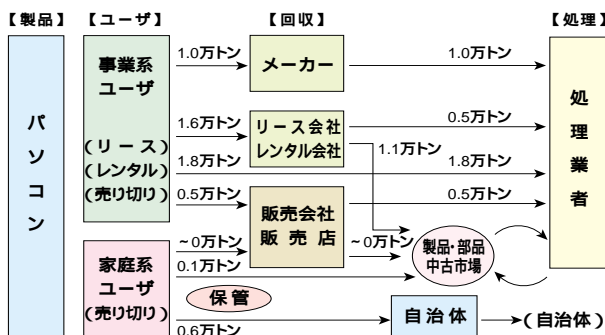 【製品】 【ユーザ】 【回収】 【処理】
パソコン
事業系
ユーザ
(リース)
(レンタル)
(売り切り)
1.0万トン
メーカー
1.0万トン
1.6万トン
リース会社
レンタル会社
0.5万トン
1.1万トン
1.8万トン
1.8万トン
0.5万トン
販売会社
販売店
0.5万トン
処理業者
家庭系
ユーザ
(売り切り)
~0万トン
~0万トン
0.1万トン
製品・部品
中古市場
保管
0.6万トン
自治体
(自治体)